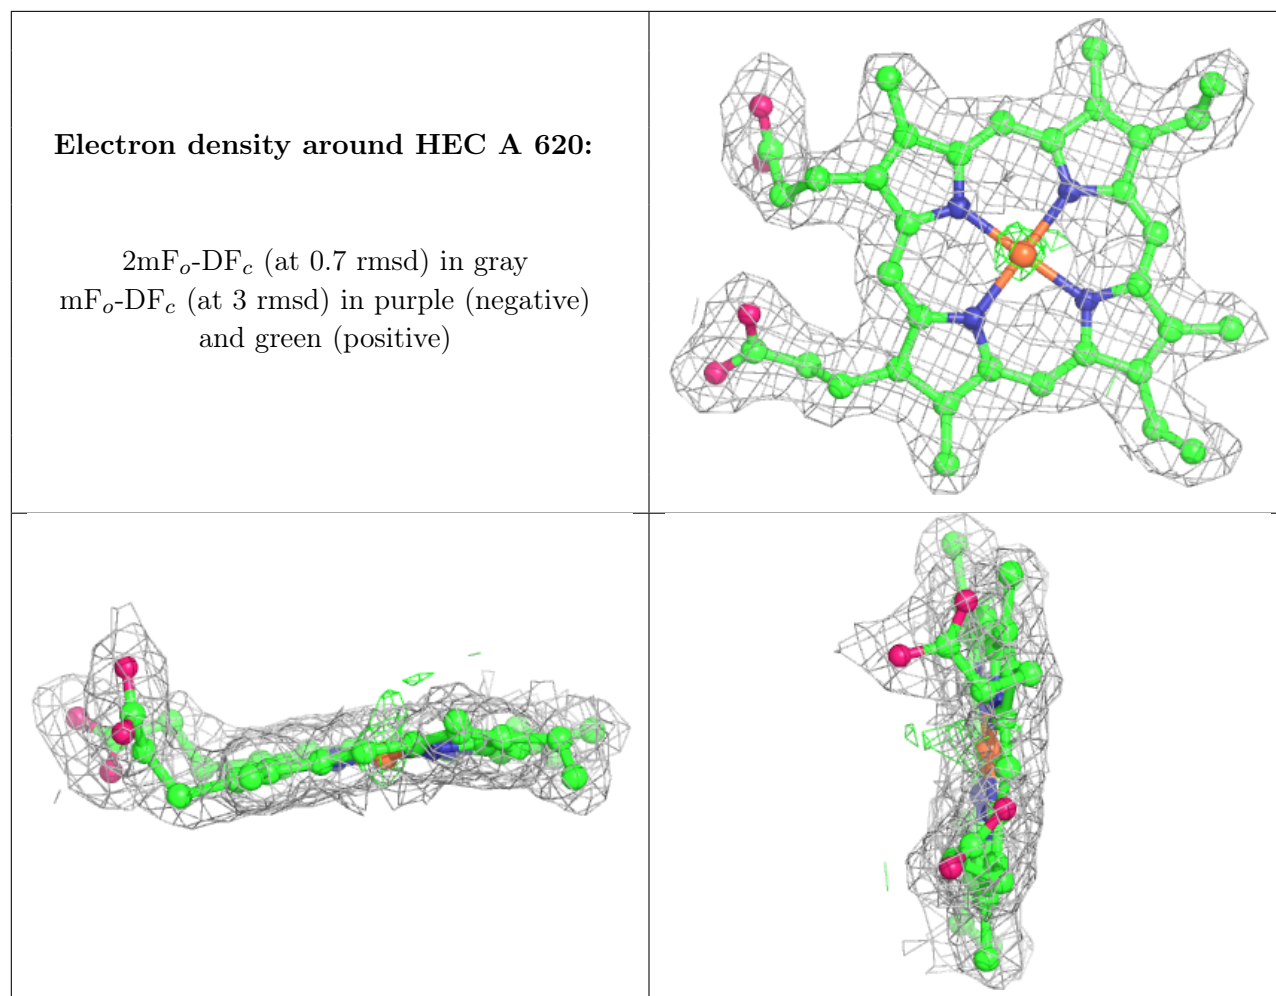 Electron density around HEC A 620:
2mFo-DFc (at 0.7 rmsd) in gray
mFo-DFc (at 3 rmsd) in purple (negative)
and green (positive)